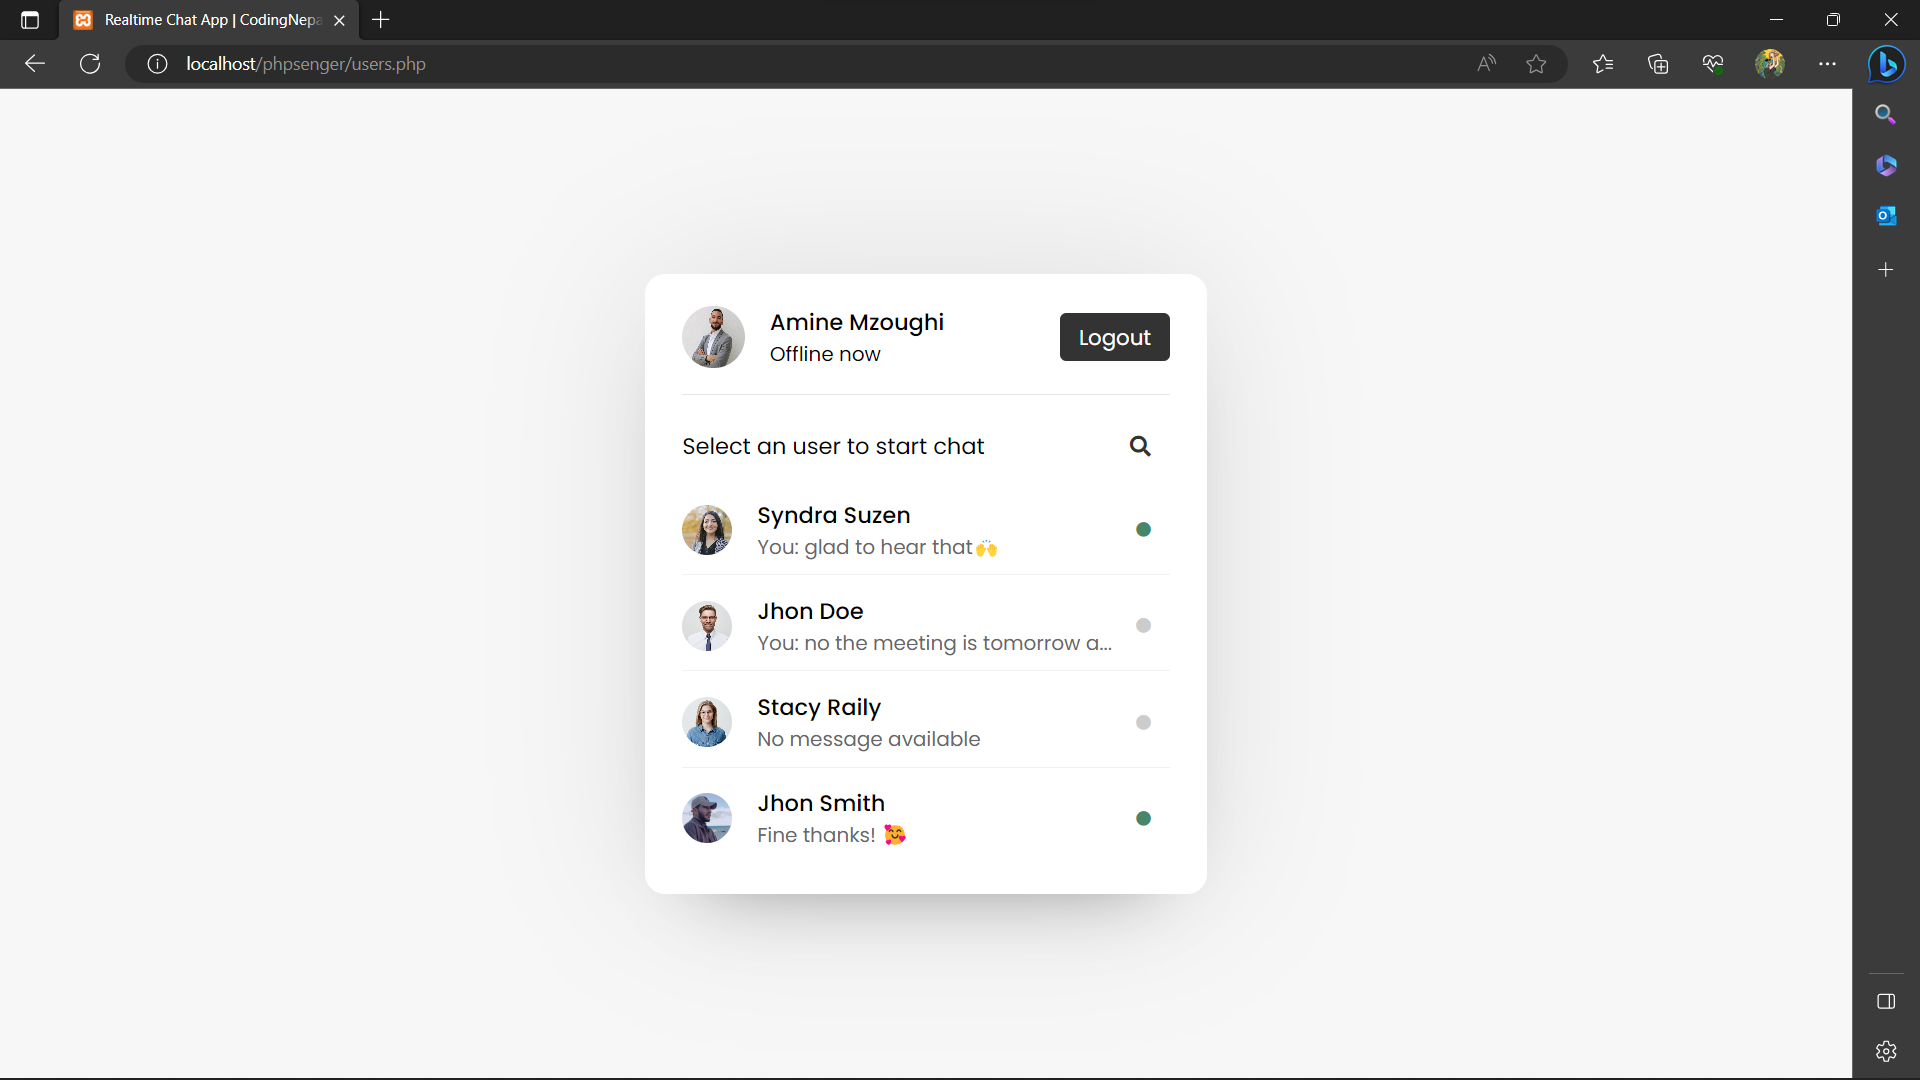 Realtime Chat App | CodingNepa
localhost/phpsenger/users.php
Amine Mzoughi
Offline now
Logout
Select an user to start chat
Syndra Suzen
You: glad to hear that🙌
Jhon Doe
You: no the meeting is tomorrow a...
Stacy Raily
No message available
Jhon Smith
Fine thanks! 🥰